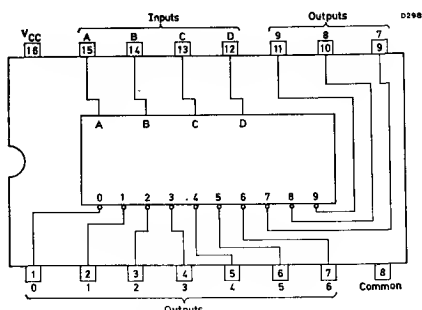 Inputs Outputs D298
VCC A B C D 9 8 7
16 15 14 13 12 11 10 9
A B C D
0 1 2 3 4 5 6 7 8 9
1 2 3 4 5 6 7 8
0 1 2 3 4 5 6 Common
Outputs